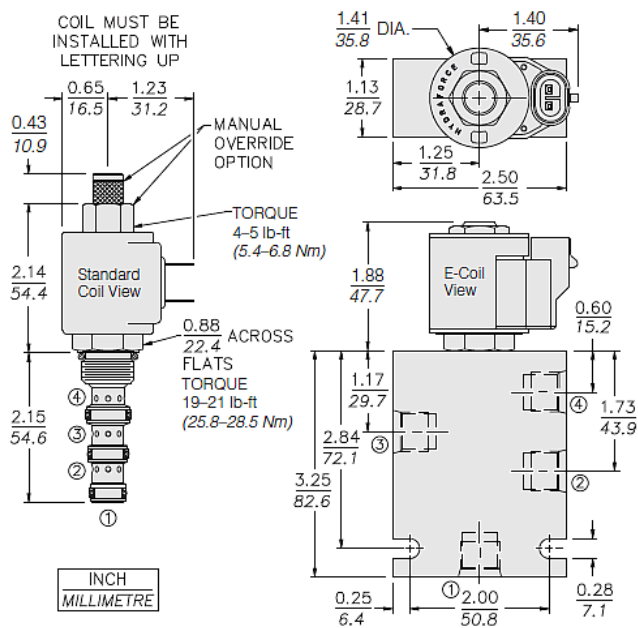 COIL MUST BE
INSTALLED WITH
LETTERING UP
0.65
16.5
1.23
31.2
0.43
10.9
MANUAL
OVERRIDE
OPTION
TORQUE
4–5 lb-ft
(5.4–6.8 Nm)
2.14
54.4
Standard
Coil View
0.88
22.4
ACROSS
FLATS
TORQUE
19–21 lb-ft
(25.8–28.5 Nm)
2.15
54.6
④
③
②
①
INCH
MILLIMETRE
1.41
35.8
DIA.
1.40
35.6
1.13
28.7
HYDRAFORCE
1.25
31.8
2.50
63.5
1.88
47.7
E-Coil
View
0.60
15.2
1.17
29.7
④
1.73
43.9
③
2.84
72.1
②
3.25
82.6
①
0.25
6.4
2.00
50.8
0.28
7.1